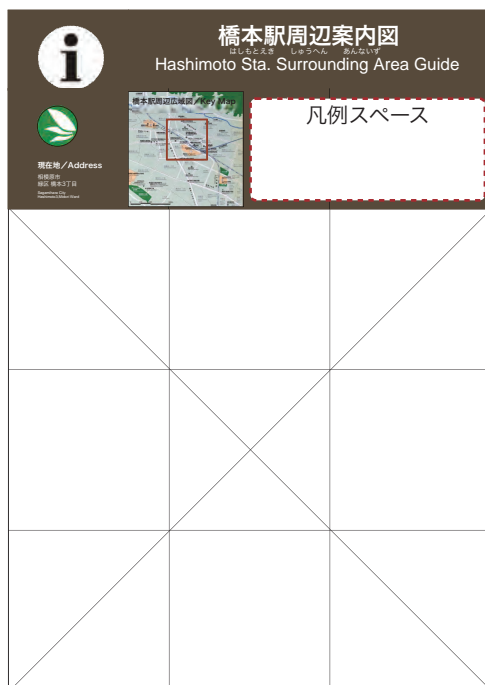 i
橋本駅周辺案内図
はしもとえき しゅうへん あんないず
Hashimoto Sta. Surrounding Area Guide
橋本駅周辺広域図／Key Map
凡例スペース
現在地／Address
相模原市
緑区 橋本3丁目
Sagamihara City